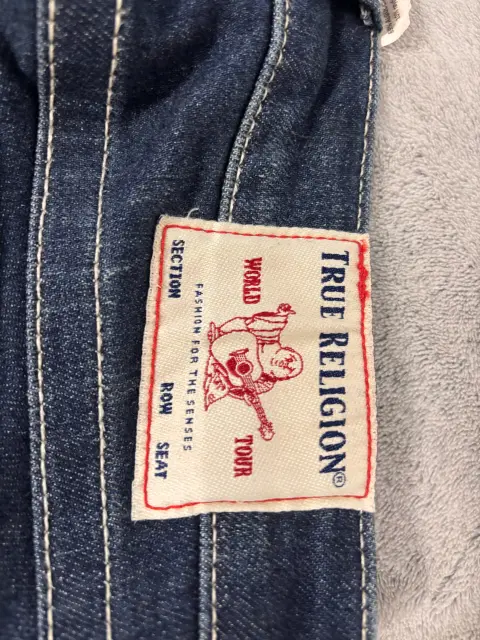 TRUE RELIGION®
WORLD TOUR
FASHION FOR THE SENSES
SECTION ROW SEAT